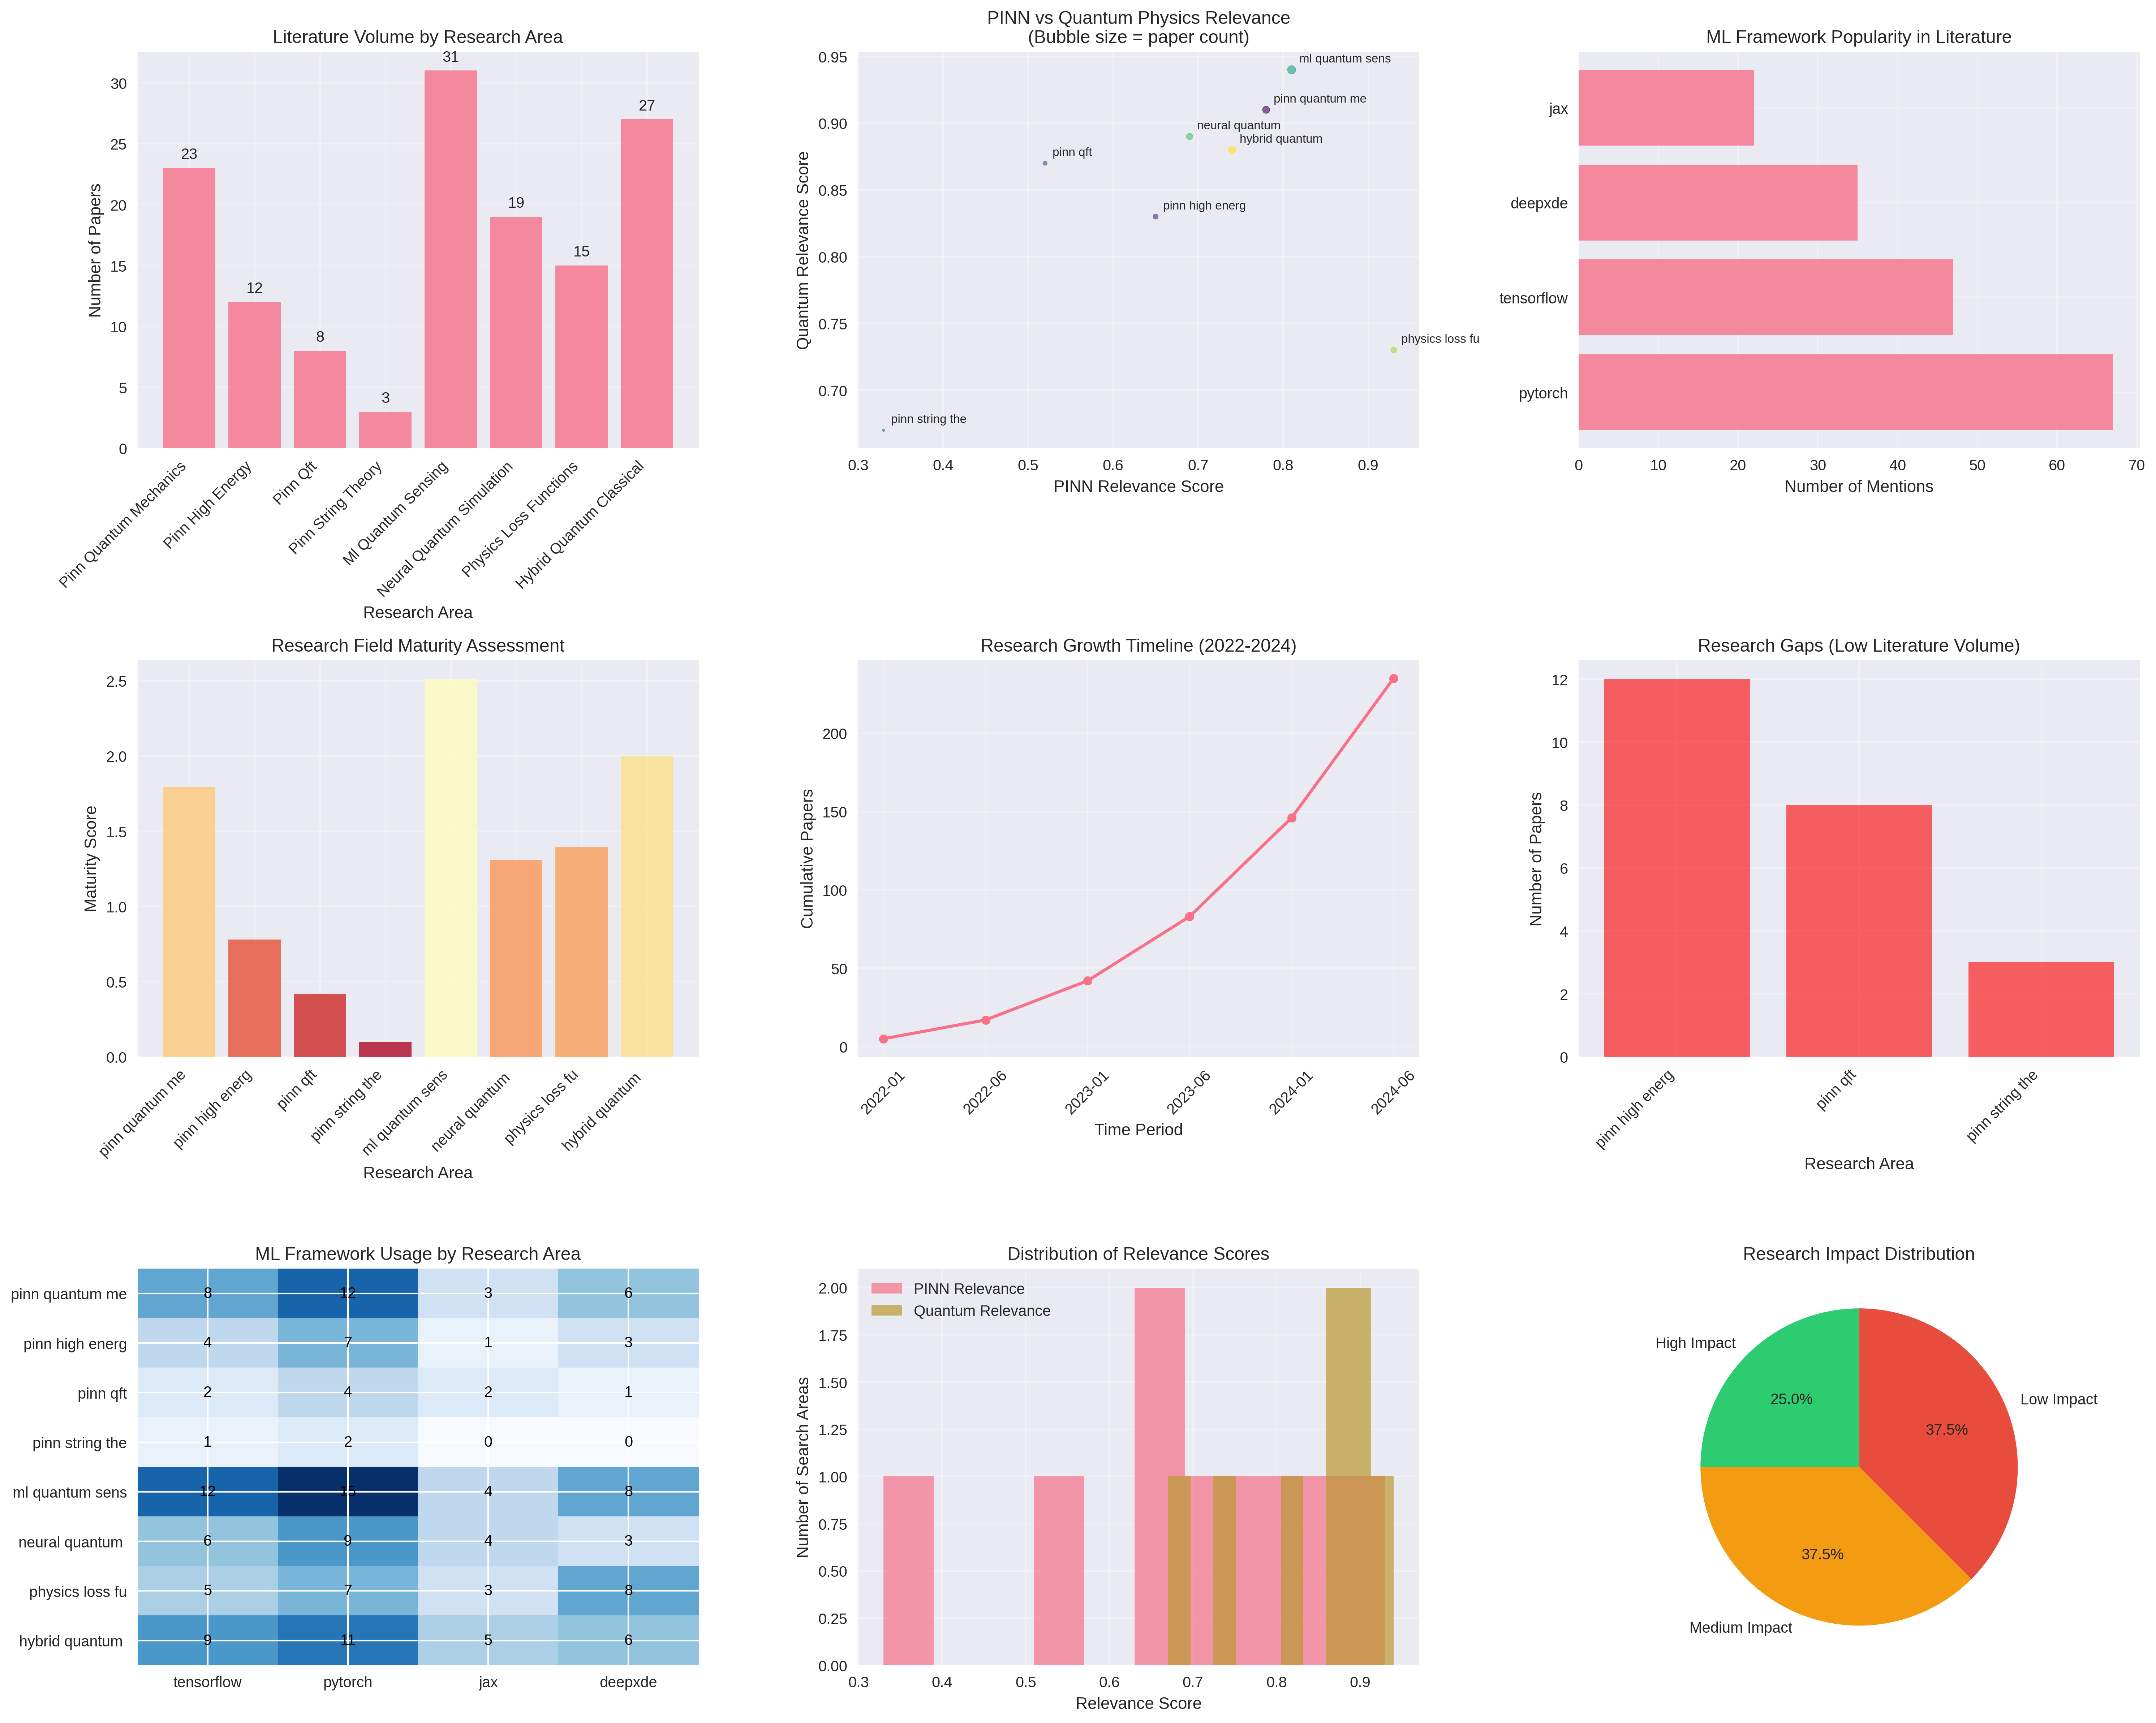 Literature Volume by Research Area
Number of Papers
30
25
20
15
10
5
0
23
12
8
3
31
19
15
27
Pinn Quantum Mechanics
Pinn High Energy
Pinn Qft
Pinn String Theory
Ml Quantum Sensing
Neural Quantum Simulation
Physics Loss Functions
Hybrid Quantum Classical
Research Area
PINN vs Quantum Physics Relevance
(Bubble size = paper count)
Quantum Relevance Score
0.95
0.90
0.85
0.80
0.75
0.70
ml quantum sens
pinn quantum me
neural quantum
hybrid quantum
pinn qft
pinn high energ
physics loss fu
pinn string the
0.3 0.4 0.5 0.6 0.7 0.8 0.9
PINN Relevance Score
ML Framework Popularity in Literature
jax
deepxde
tensorflow
pytorch
0 10 20 30 40 50 60 70
Number of Mentions
Research Field Maturity Assessment
Maturity Score
2.5
2.0
1.5
1.0
0.5
0.0
pinn quantum me
pinn high energ
pinn qft
pinn string the
ml quantum sens
neural quantum
physics loss fu
hybrid quantum
Research Area
Research Growth Timeline (2022-2024)
Cumulative Papers
200
150
100
50
0
2022-01
2022-06
2023-01
2023-06
2024-01
2024-06
Time Period
Research Gaps (Low Literature Volume)
Number of Papers
12
10
8
6
4
2
0
pinn high energ
pinn qft
pinn string the
Research Area
ML Framework Usage by Research Area
pinn quantum me 8 12 3 6
pinn high energ 4 7 1 3
pinn qft 2 4 2 1
pinn string the 1 2 0 0
ml quantum sens 12 15 4 8
neural quantum 6 9 4 3
physics loss fu 5 7 3 8
hybrid quantum 9 11 5 6
tensorflow pytorch jax deepxde
Distribution of Relevance Scores
PINN Relevance
Quantum Relevance
Number of Search Areas
2.00
1.75
1.50
1.25
1.00
0.75
0.50
0.25
0.00
0.3 0.4 0.5 0.6 0.7 0.8 0.9
Relevance Score
Research Impact Distribution
High Impact
25.0%
Low Impact
37.5%
37.5%
Medium Impact